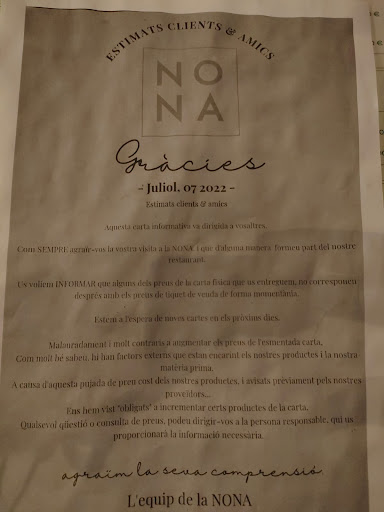 ESTIMATS CLIENTS & AMICS
NO
NA
Gràcies
- Juliol, 07 2022 -
Estimats clients & amics
Aquesta carta informativa va dirigida a vosaltres.
Com SEMPRE agrair-vos la vostra visita a la NONA i que d'alguna manera formeu part del nostre
restaurant.
Us volíem INFORMAR que alguns dels preus de la carta física que us entreguem, no corresponen
després amb els preus de tiquet de venda de forma momentània.
Estem a l'espera de noves cartes en els pròxims dies.
Malauradament i molt contraris a augmentar els preus de l'esmentada carta,
Com molt bé sabeu, hi han factors externs que estan encarint els nostres productes i la nostra
matèria prima.
A causa d'aquesta pujada de preu cost dels nostres productes, i avisats prèviament pels nostres
proveïdors...
Ens hem vist "obligats" a incrementar certs productes de la carta,
Qualsevol qüestió o consulta de preus, podeu dirigir-vos a la persona responsable, qui us
proporcionarà la informació necessària.
agraïm la seva comprensió
L'equip de la NONA